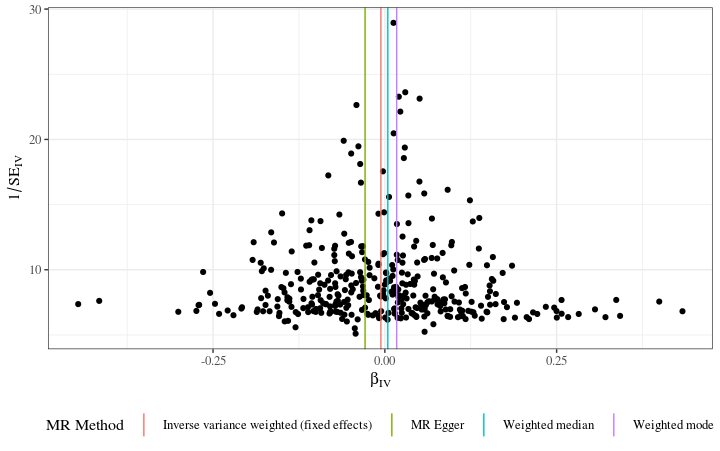 30
20
10
1/SE_IV
-0.25
0.00
0.25
β_IV
MR Method
Inverse variance weighted (fixed effects)
MR Egger
Weighted median
Weighted mode